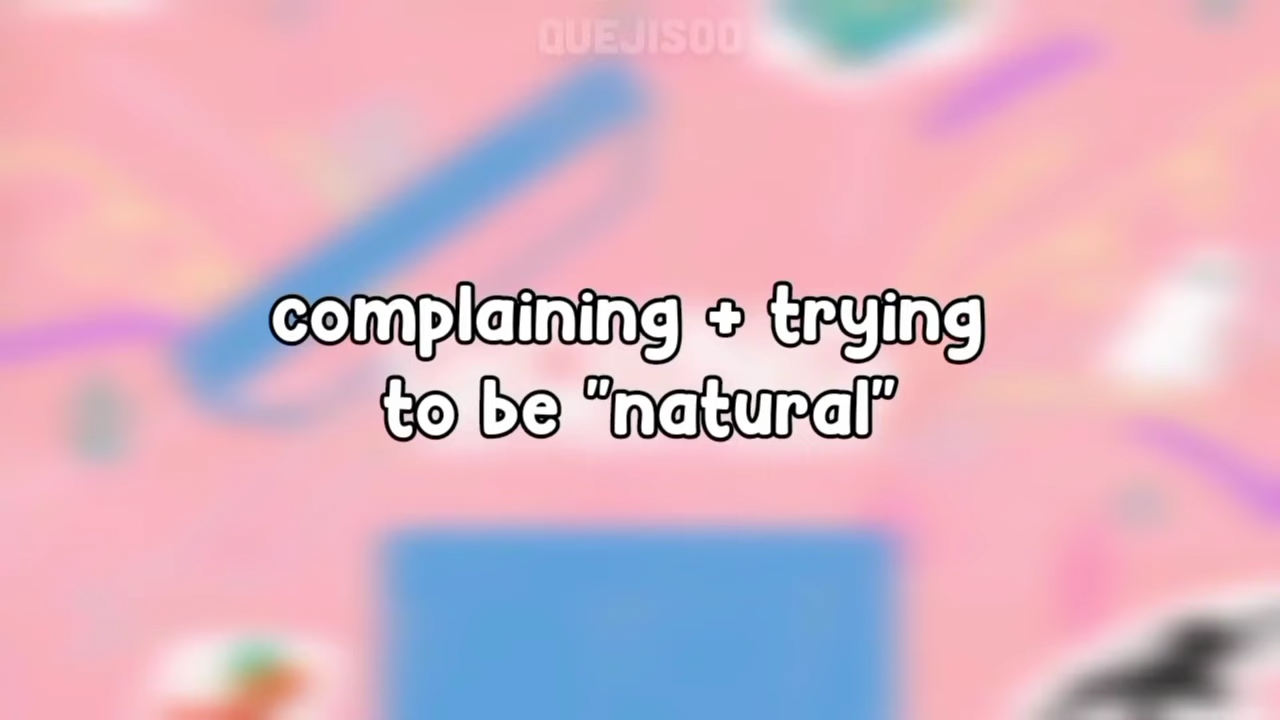 QUEJISOO
complaining + trying
to be "natural"